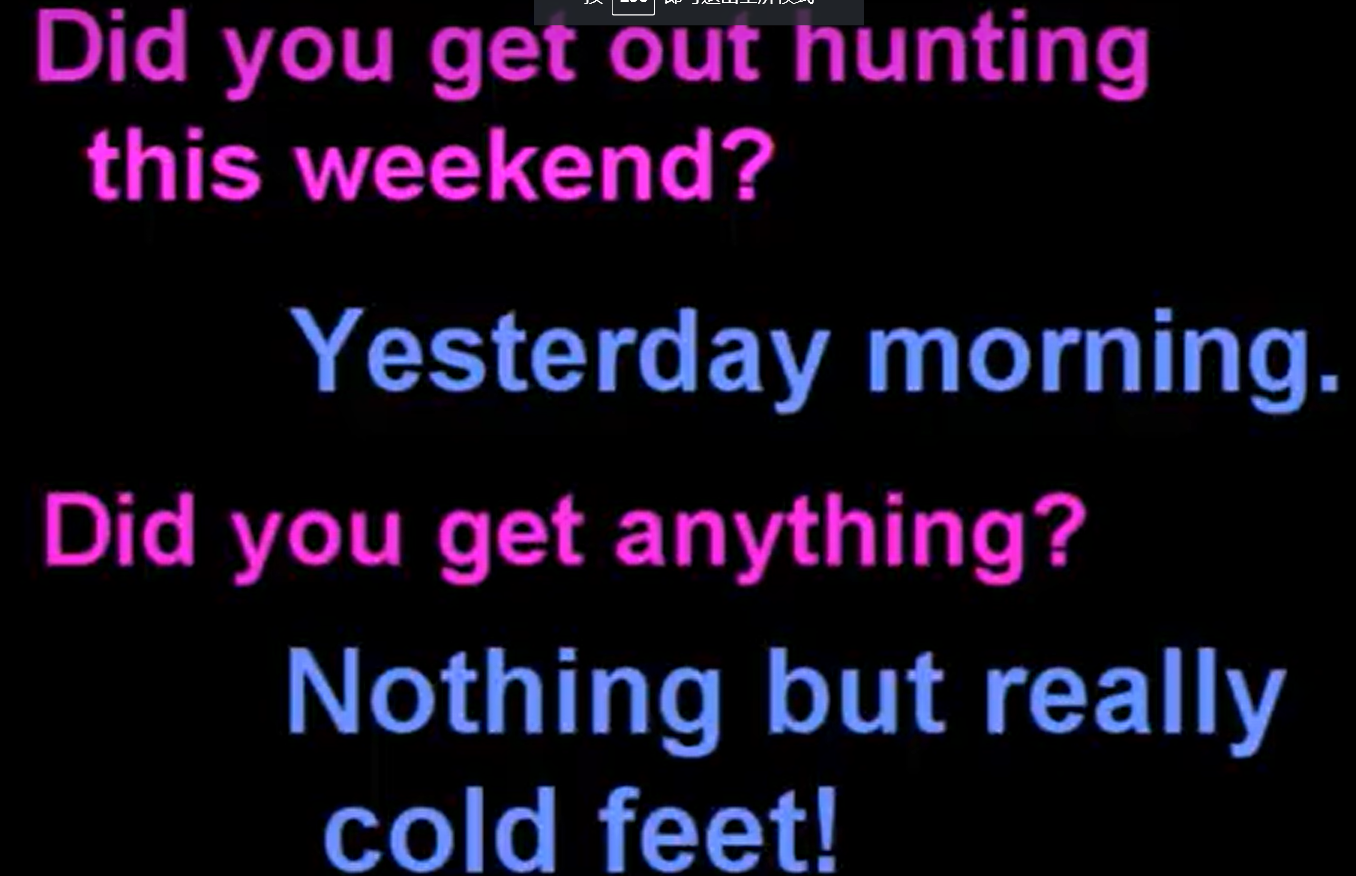 Did you get out hunting
this weekend?
Yesterday morning.
Did you get anything?
Nothing but really
cold feet!